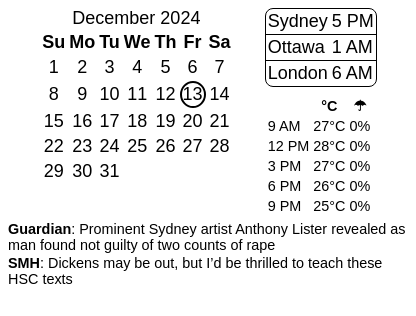 December 2024
Su Mo Tu We Th Fr Sa
1 2 3 4 5 6 7
8 9 10 11 12 13 14
15 16 17 18 19 20 21
22 23 24 25 26 27 28
29 30 31
Sydney 5 PM
Ottawa 1 AM
London 6 AM
°C ☂
9 AM 27°C 0%
12 PM 28°C 0%
3 PM 27°C 0%
6 PM 26°C 0%
9 PM 25°C 0%
Guardian: Prominent Sydney artist Anthony Lister revealed as
man found not guilty of two counts of rape
SMH: Dickens may be out, but I’d be thrilled to teach these
HSC texts